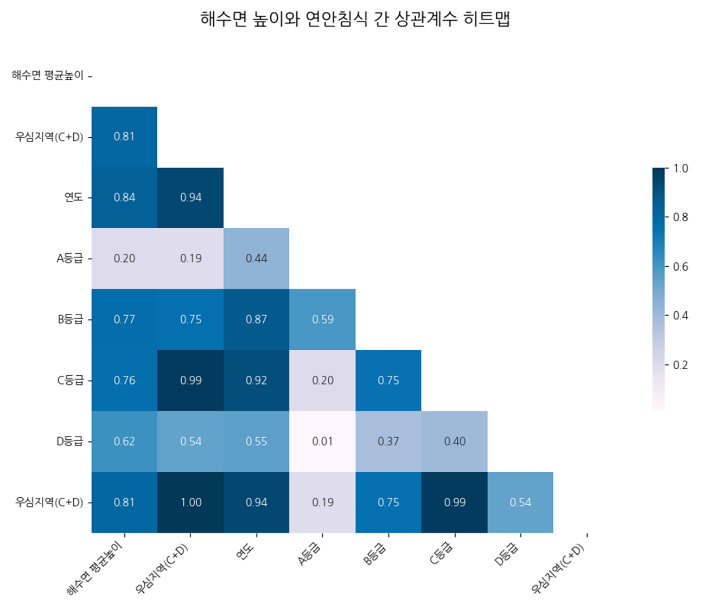 해수면 높이와 연안침식 간 상관계수 히트맵
해수면 평균높이
우심지역(C+D) 0.81
연도 0.84 0.94
A등급 0.20 0.19 0.44
B등급 0.77 0.75 0.87 0.59
C등급 0.76 0.99 0.92 0.20 0.75
D등급 0.62 0.54 0.55 0.01 0.37 0.40
우심지역(C+D) 0.81 1.00 0.94 0.19 0.75 0.99 0.54
해수면 평균높이 우심지역(C+D) 연도 A등급 B등급 C등급 D등급 우심지역(C+D)
1.0
0.8
0.6
0.4
0.2